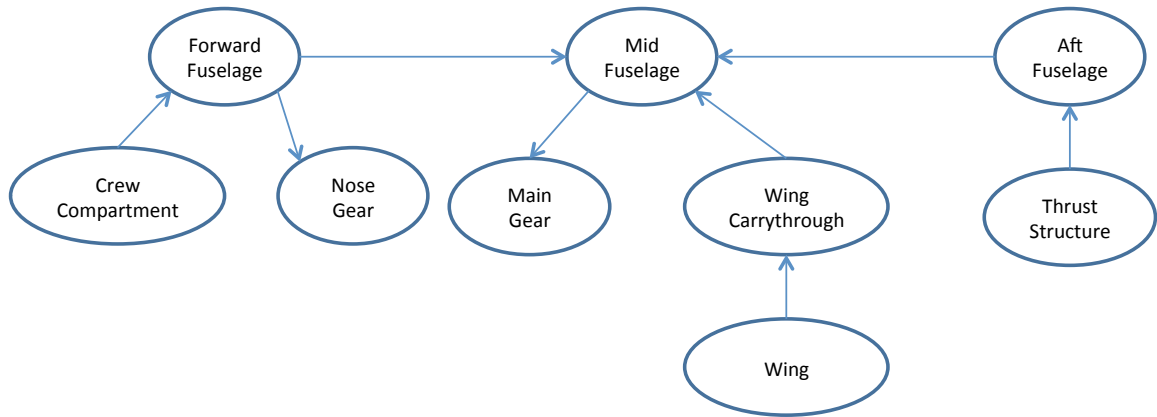 Forward
Fuselage
Mid
Fuselage
Aft
Fuselage
Crew
Compartment
Nose
Gear
Main
Gear
Wing
Carrythrough
Thrust
Structure
Wing